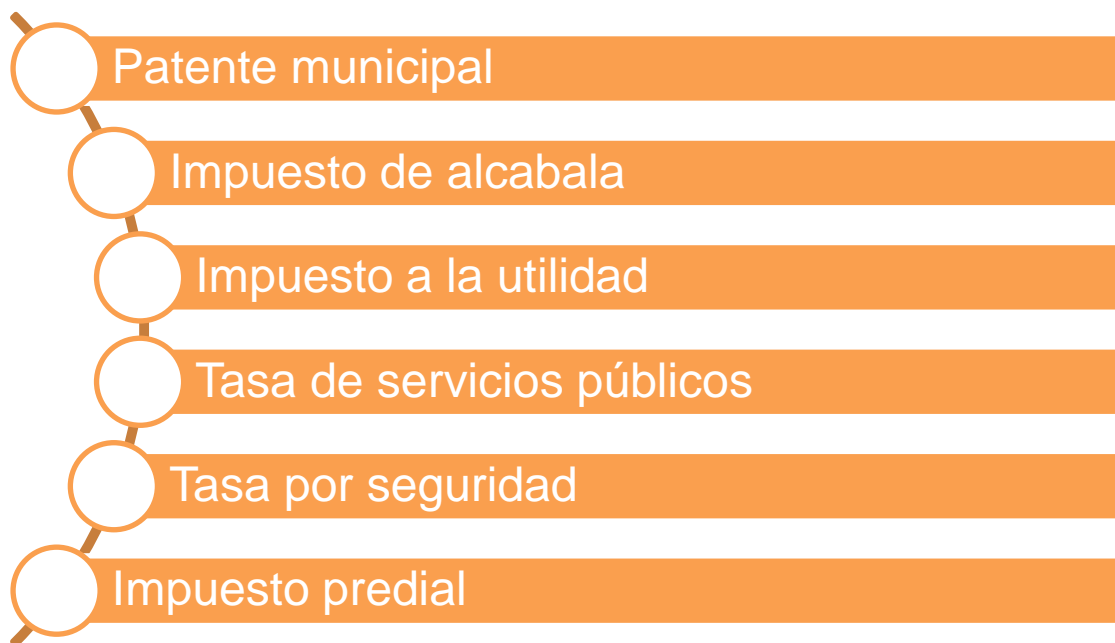 Patente municipal
Impuesto de alcabala
Impuesto a la utilidad
Tasa de servicios públicos
Tasa por seguridad
Impuesto predial